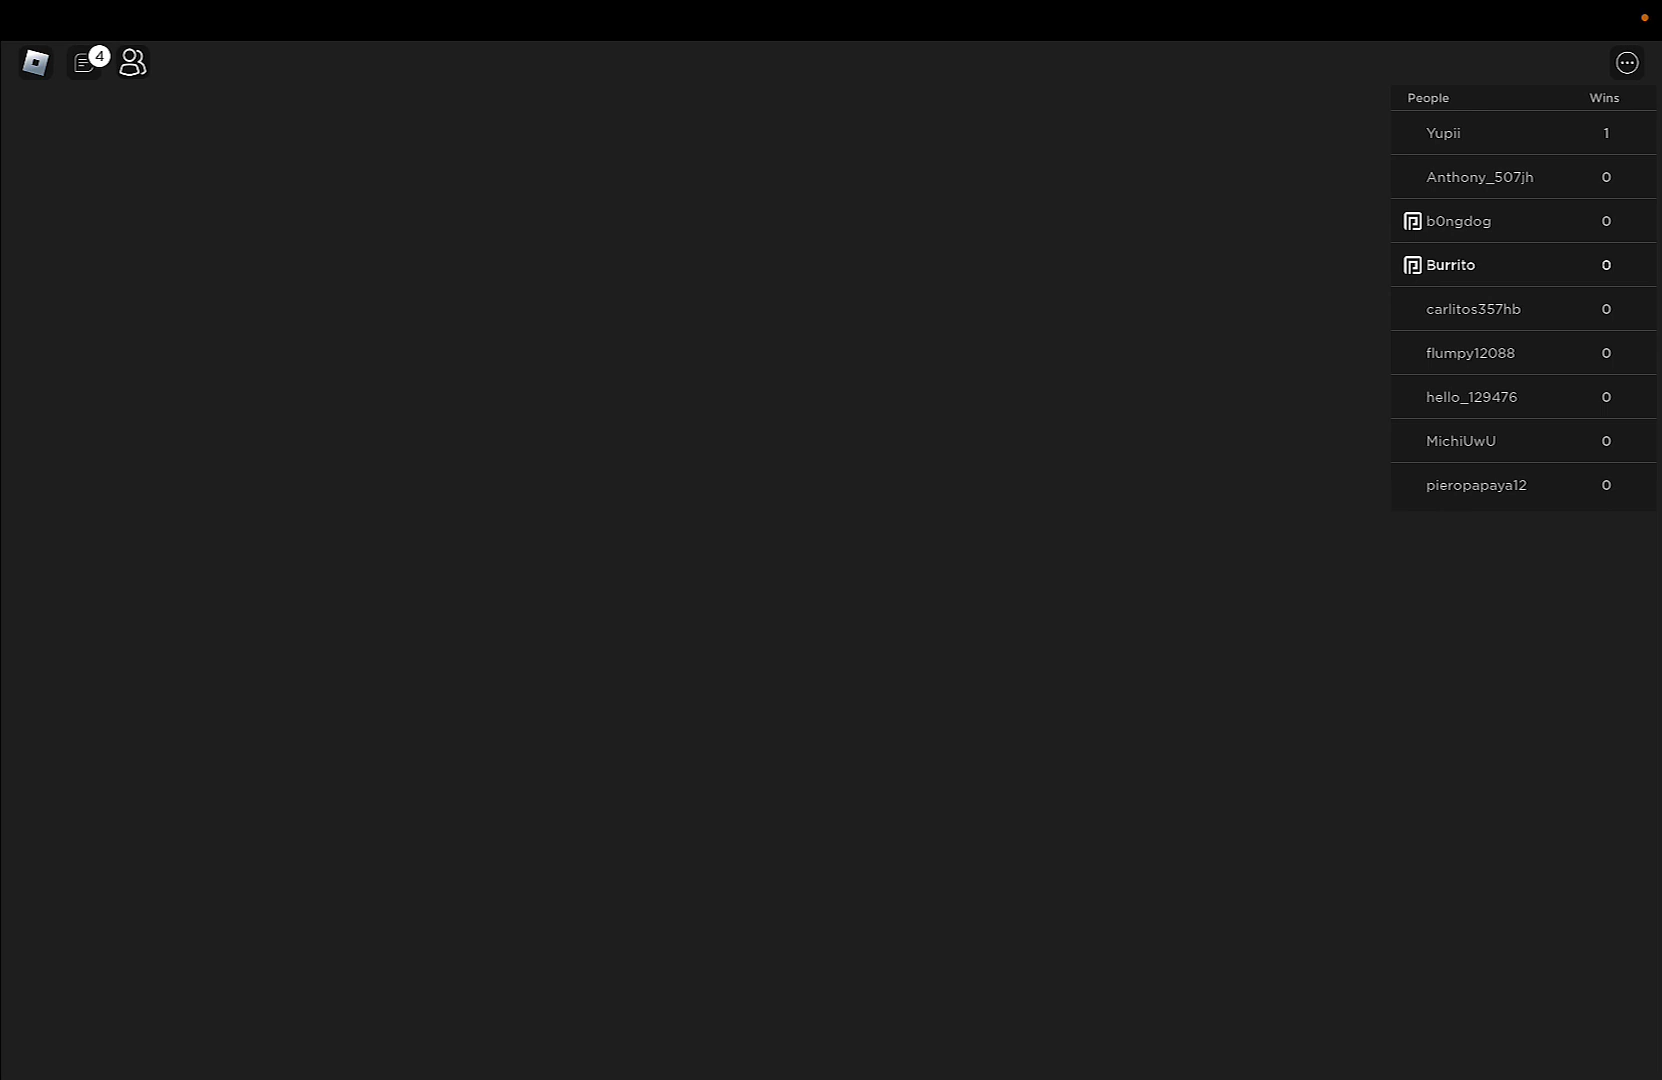 4
People Wins
Yupii 1
Anthony_507jh 0
b0ngdog 0
Burrito 0
carlitos357hb 0
flumpy12088 0
hello_129476 0
MichiUwU 0
pieropapaya12 0